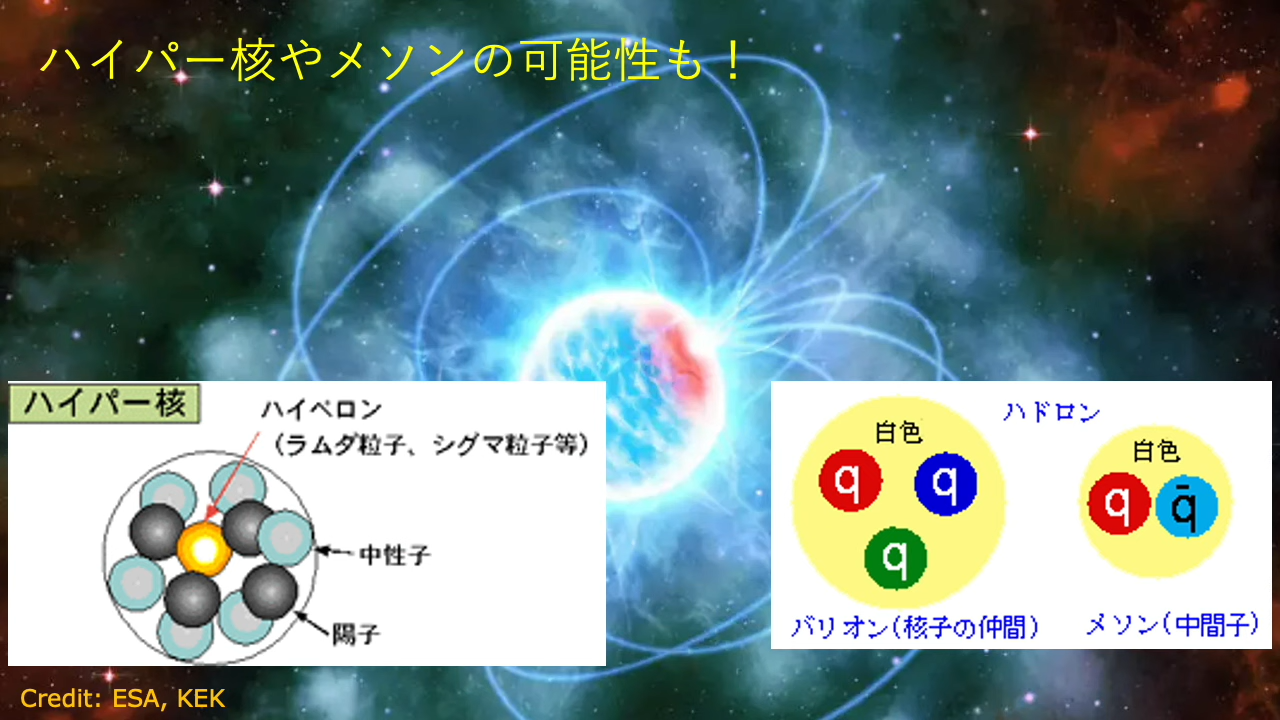 ハイパー核やメソンの可能性も！
ハイパー核
ハイペロン
（ラムダ粒子、シグマ粒子等）
中性子
陽子
ハドロン
白色
q
q
q
バリオン(核子の仲間)
白色
q
q̄
メソン(中間子)
Credit: ESA, KEK